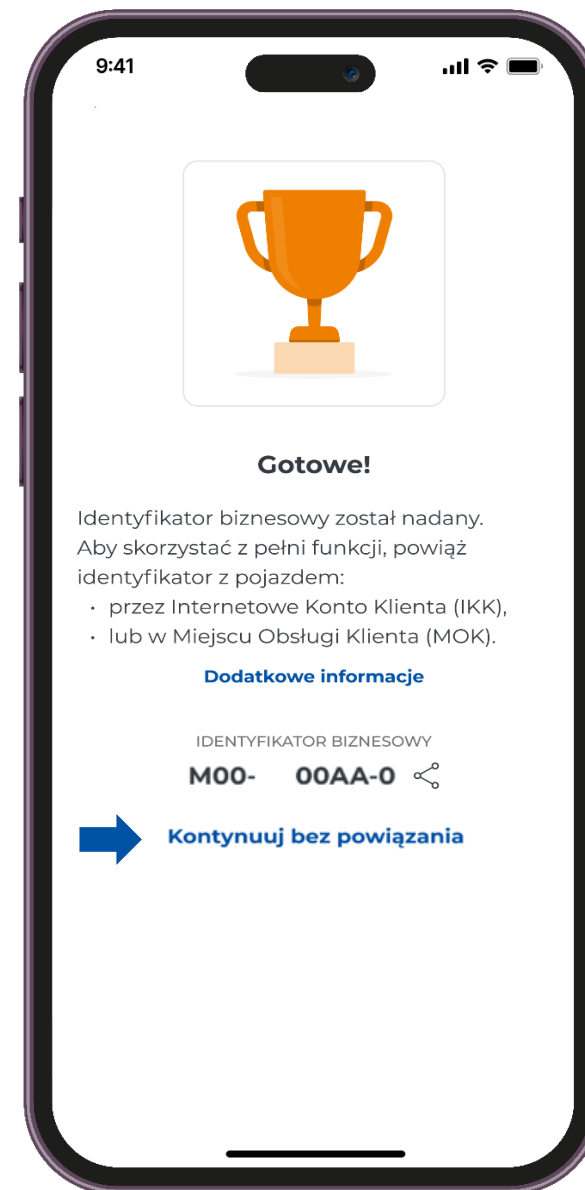 9:41
Gotowe!
Identyfikator biznesowy został nadany.
Aby skorzystać z pełni funkcji, powiąż
identyfikator z pojazdem:
• przez Internetowe Konto Klienta (IKK),
• lub w Miejscu Obsługi Klienta (MOK).
Dodatkowe informacje
IDENTYFIKATOR BIZNESOWY
M00- 00AA-0
Kontynuuj bez powiązania